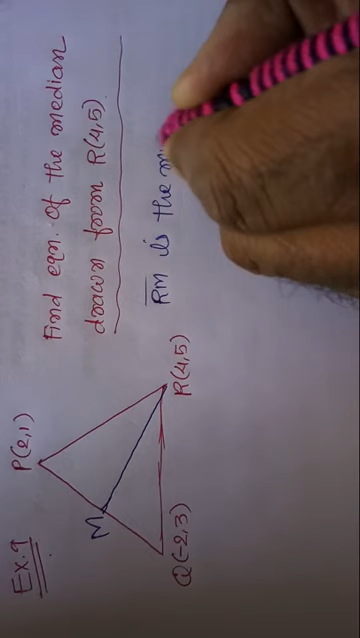 Ex.9
Find eqn. of the median
drawn from R(4,5)
P(2,1)
M
Q(-2,3)
R(4,5)
RM is the